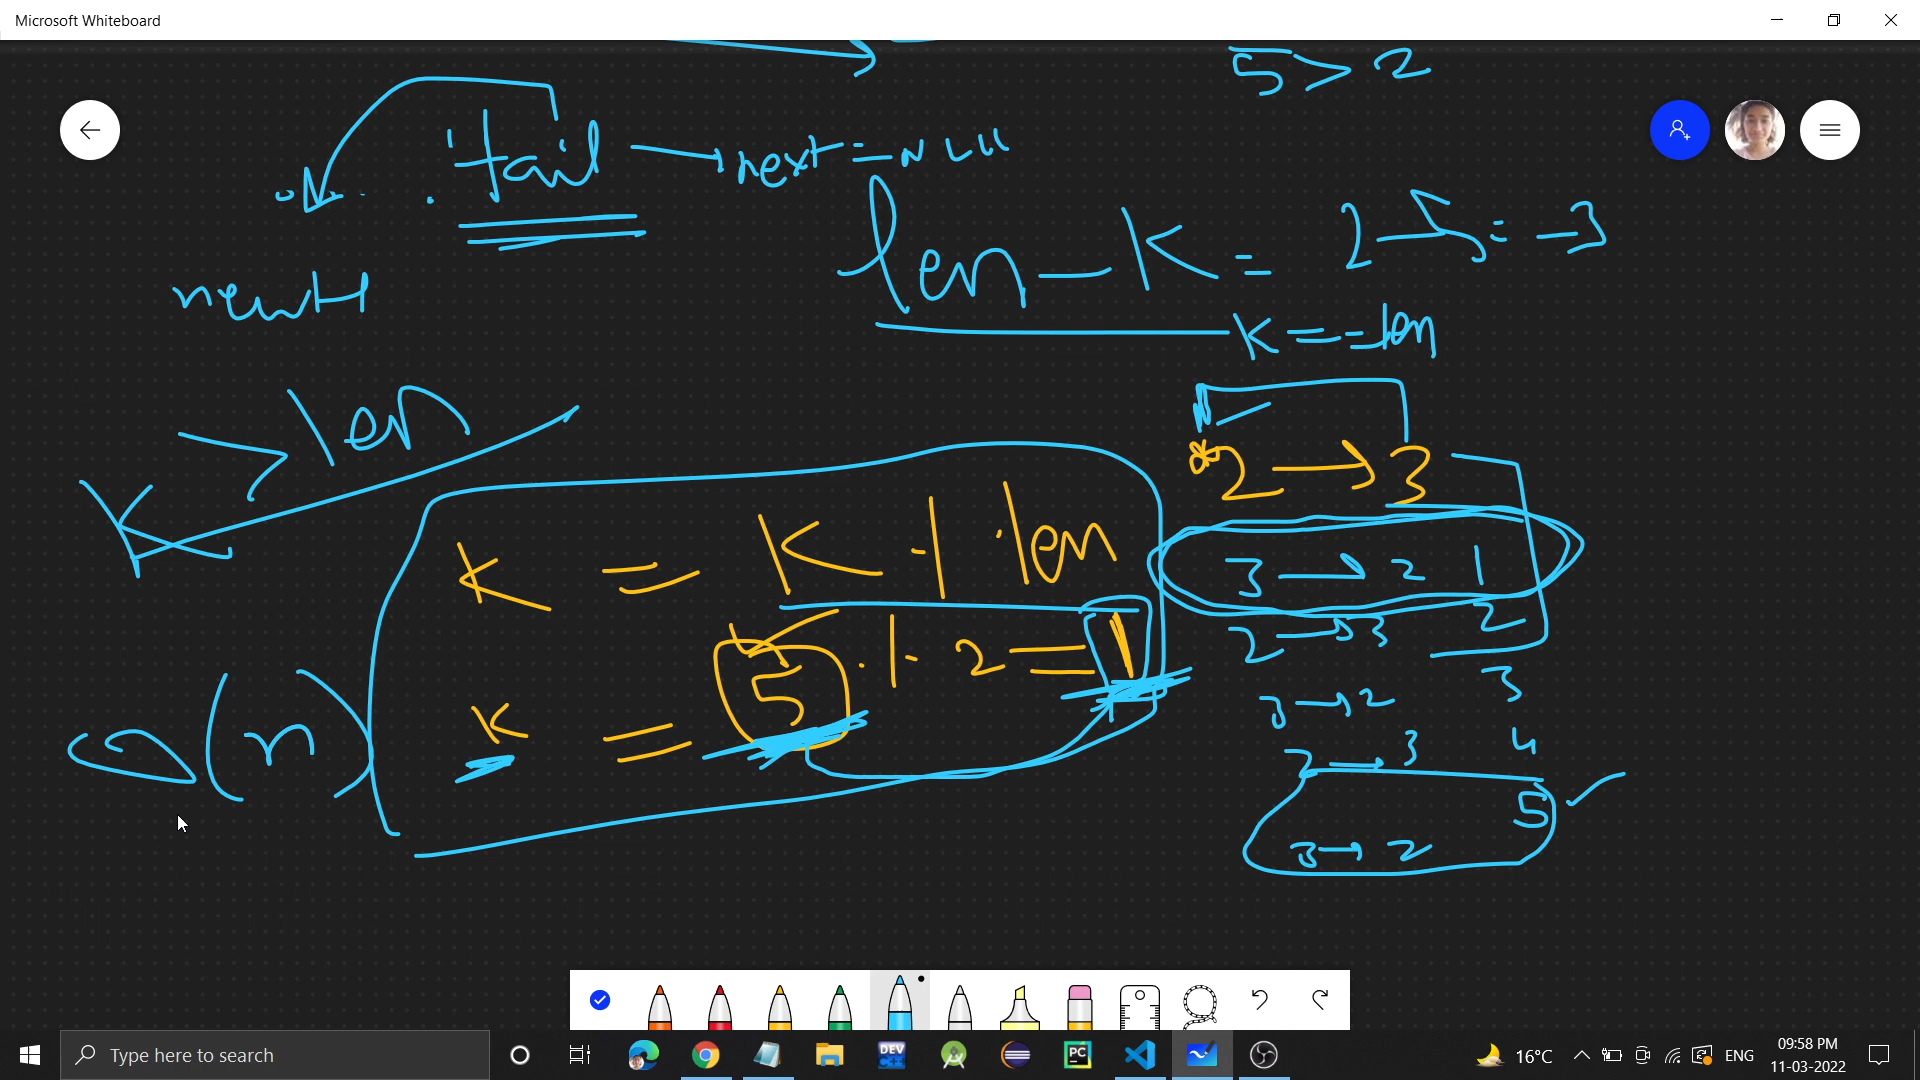 Microsoft Whiteboard
5 > 2
tail → next = NULL
len - K = 2 - 5 = -3
newH
K == len
K > len
2 → 3
K = K % len
3 → 2 1
2 → 3 2
3
K = 5 % 2 = 1
3 → 2
O(n)
2 → 3 4
5
3 → 2
Type here to search
DEV C++
PC
16°C
ENG
09:58 PM
11-03-2022